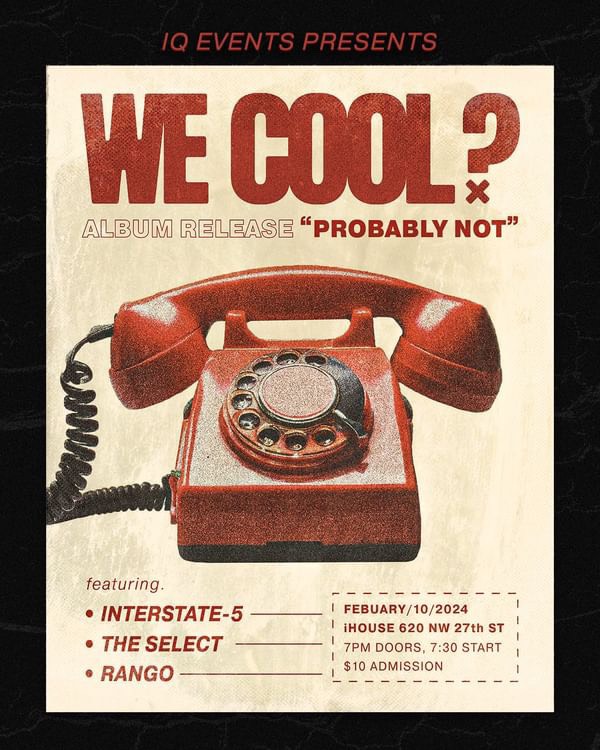 IQ EVENTS PRESENTS
WE COOL?
ALBUM RELEASE “PROBABLY NOT”
featuring.
• INTERSTATE-5
• THE SELECT
• RANGO
FEBUARY/10/2024
iHOUSE 620 NW 27th ST
7PM DOORS, 7:30 START
$10 ADMISSION